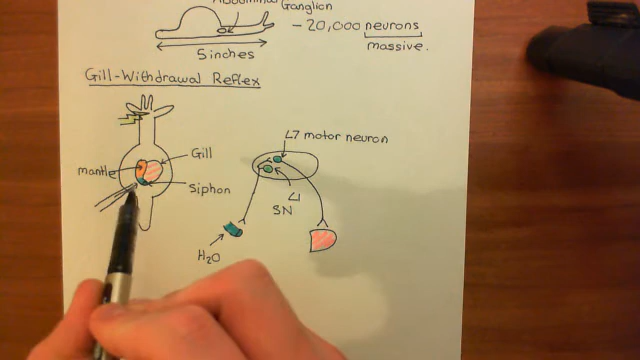 Abdominal
Ganglion
- 20,000 neurons
massive.
5 inches
Gill-Withdrawal Reflex
L7 motor neuron
Gill
mantle
Siphon
L1
SN
H2O